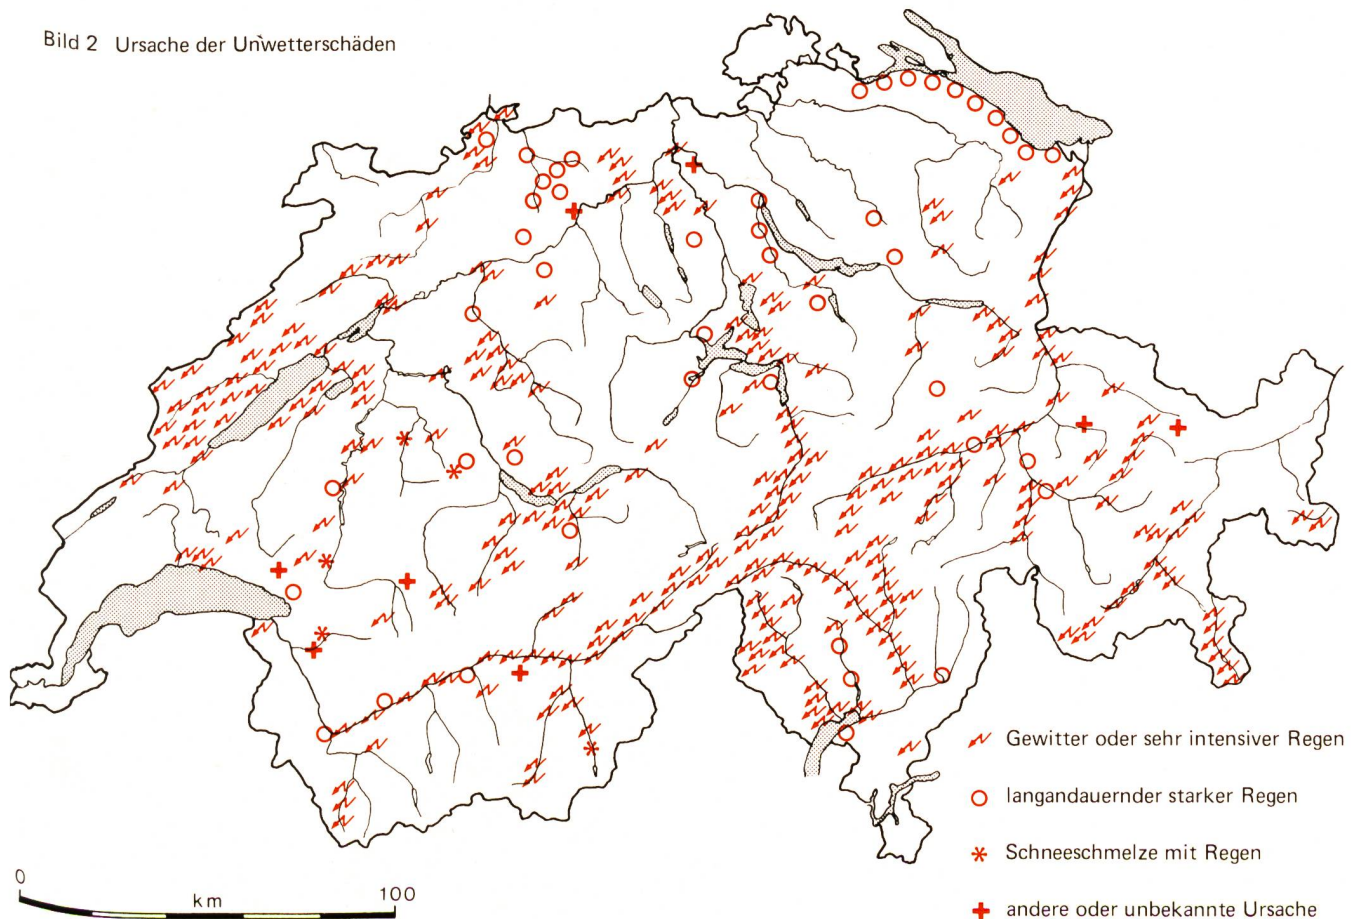 Bild 2 Ursache der Unwetterschäden
Gewitter oder sehr intensiver Regen
langandauernder starker Regen
Schneeschmelze mit Regen
andere oder unbekannte Ursache
0
km
100